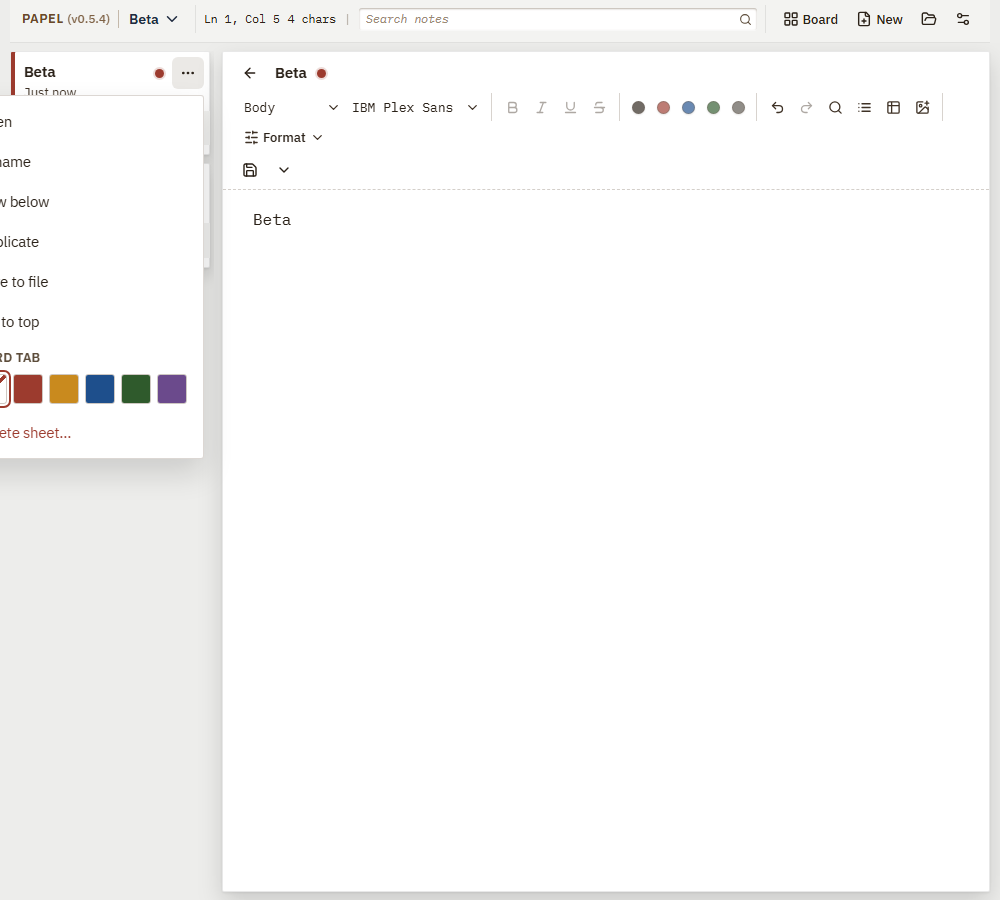 PAPEL (v0.5.4) Beta Ln 1, Col 5 4 chars | Search notes Board New
Beta
Just now
en
name
w below
plicate
e to file
to top
RD TAB
ete sheet...
Beta
Body IBM Plex Sans B I U S
Format
Beta